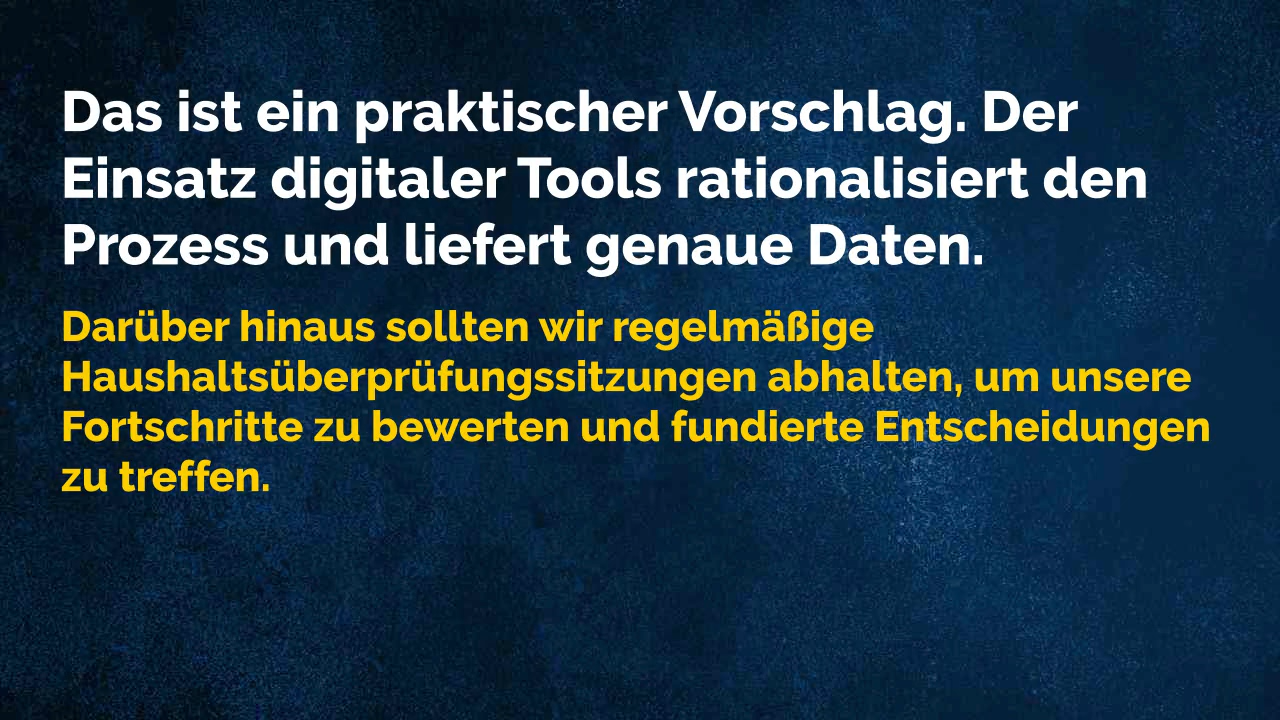 Das ist ein praktischer Vorschlag. Der
Einsatz digitaler Tools rationalisiert den
Prozess und liefert genaue Daten.
Darüber hinaus sollten wir regelmäßige
Haushaltsüberprüfungssitzungen abhalten, um unsere
Fortschritte zu bewerten und fundierte Entscheidungen
zu treffen.